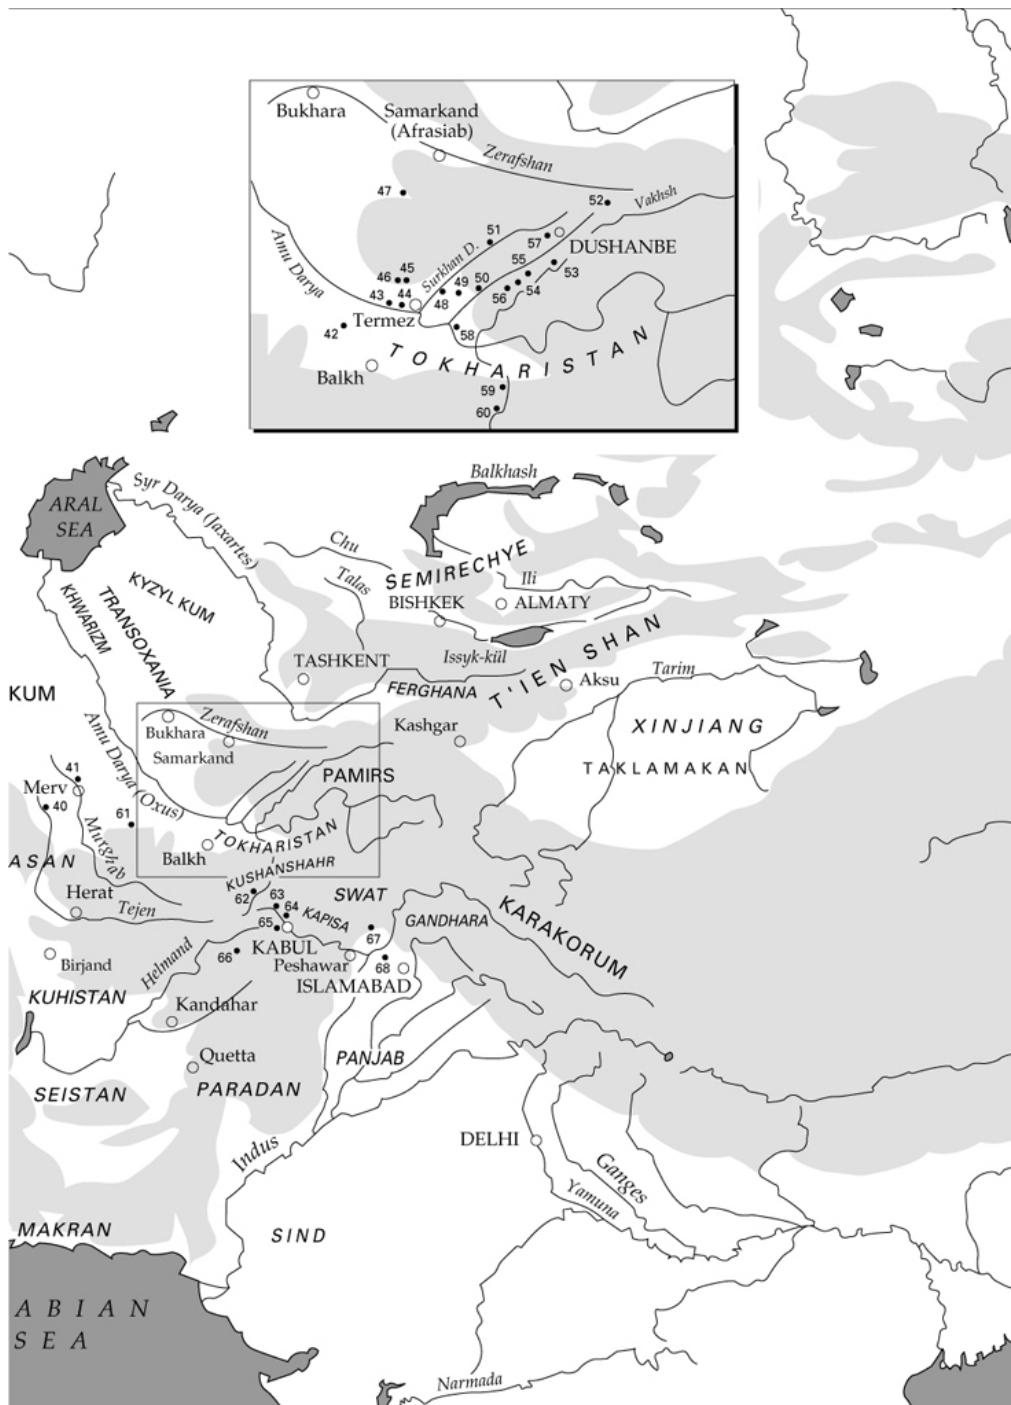 Bukhara
Samarkand
(Afrasiab)
Zerafshan
47
52
Vakhsh
Amu Darya
Surkhan D.
51
57
DUSHANBE
46
45
55
53
43
44
48
49
50
56
54
Termez
42
58
TOKHARISTAN
Balkh
59
60
ARAL
SEA
Syr Darya (Jaxartes)
Balkhash
Chu
Talas
SEMIRECHYE
Ili
BISHKEK
ALMATY
KYZYL KUM
KHWARIZM
TRANSOXANIA
TASHKENT
Issyk-kül
T'IEN SHAN
FERGHANA
Aksu
Tarim
KUM
Bukhara
Zerafshan
Samarkand
Kashgar
XINJIANG
TAKLAMAKAN
Amu Darya (Oxus)
PAMIRS
41
Merv
40
61
Murghab
TOKHARISTAN
Balkh
ASAN
KUSHANSHAHR
Herat
Tejen
62
63
64
SWAT
KAPISA
65
GANDHARA
67
KARAKORUM
KABUL
Birjand
Helmand
66
Peshawar
68
ISLAMABAD
KUHISTAN
Kandahar
Quetta
PANJAB
SEISTAN
PARADAN
Indus
DELHI
Ganges
Yamuna
MAKRAN
SIND
ABIAN
SEA
Narmada